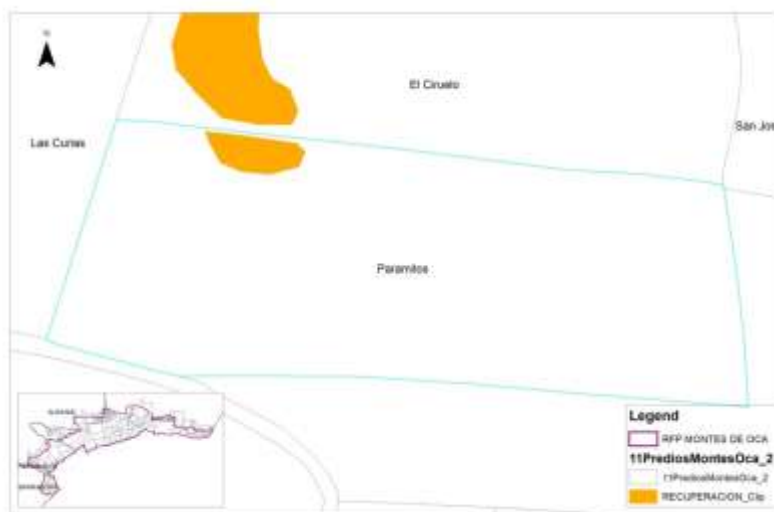 N
El Ciruelo
San Jos
Las Curias
Paramitos
Legend
RFP MONTES DE OCA
11PrediosMontesOca_2
11PrediosMontesOca_2
RECUPERACION_Clip